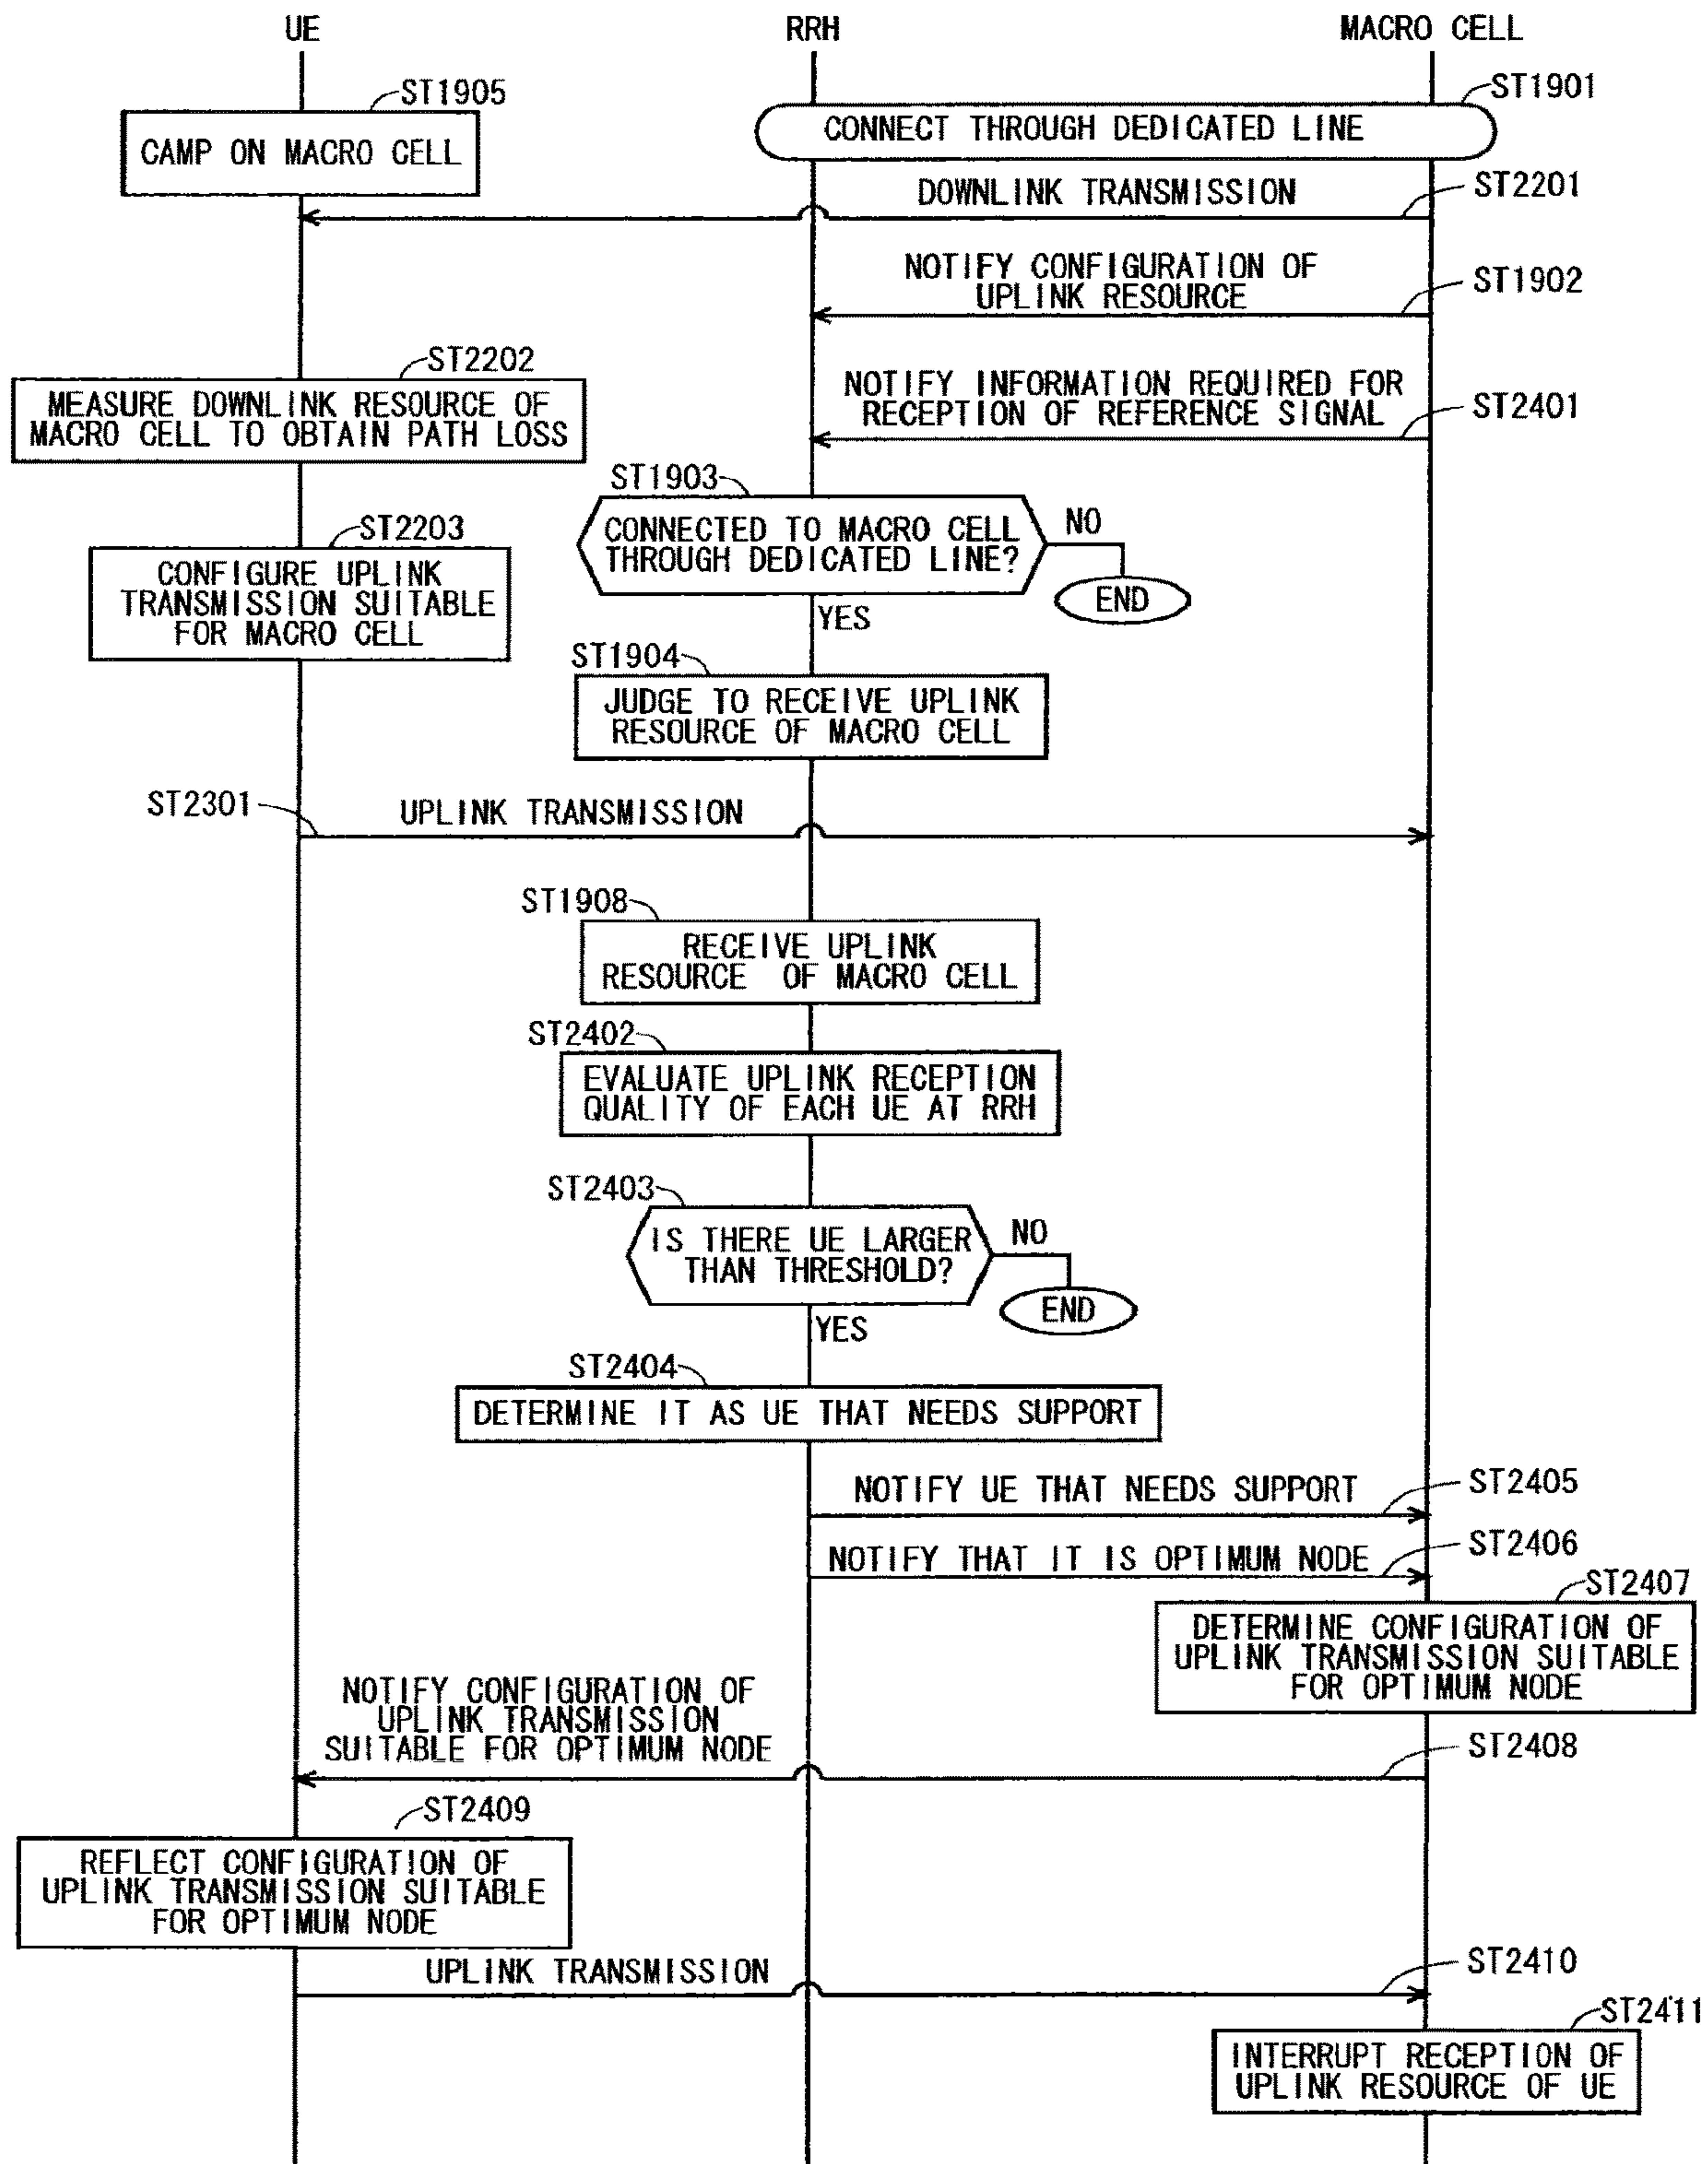 UE
RRH
MACRO CELL
ST1905
ST1901
CAMP ON MACRO CELL
CONNECT THROUGH DEDICATED LINE
DOWNLINK TRANSMISSION
ST2201
NOTIFY CONFIGURATION OF
UPLINK RESOURCE
ST1902
ST2202
MEASURE DOWNLINK RESOURCE OF
MACRO CELL TO OBTAIN PATH LOSS
NOTIFY INFORMATION REQUIRED FOR
RECEPTION OF REFERENCE SIGNAL
ST2401
ST1903
CONNECTED TO MACRO CELL
THROUGH DEDICATED LINE?
NO
END
YES
ST2203
CONFIGURE UPLINK
TRANSMISSION SUITABLE
FOR MACRO CELL
ST1904
JUDGE TO RECEIVE UPLINK
RESOURCE OF MACRO CELL
ST2301
UPLINK TRANSMISSION
ST1908
RECEIVE UPLINK
RESOURCE OF MACRO CELL
ST2402
EVALUATE UPLINK RECEPTION
QUALITY OF EACH UE AT RRH
ST2403
IS THERE UE LARGER
THAN THRESHOLD?
NO
END
YES
ST2404
DETERMINE IT AS UE THAT NEEDS SUPPORT
NOTIFY UE THAT NEEDS SUPPORT
ST2405
NOTIFY THAT IT IS OPTIMUM NODE
ST2406
ST2407
DETERMINE CONFIGURATION OF
UPLINK TRANSMISSION SUITABLE
FOR OPTIMUM NODE
NOTIFY CONFIGURATION OF
UPLINK TRANSMISSION
SUITABLE FOR OPTIMUM NODE
ST2408
ST2409
REFLECT CONFIGURATION OF
UPLINK TRANSMISSION SUITABLE
FOR OPTIMUM NODE
UPLINK TRANSMISSION
ST2410
ST2411
INTERRUPT RECEPTION OF
UPLINK RESOURCE OF UE